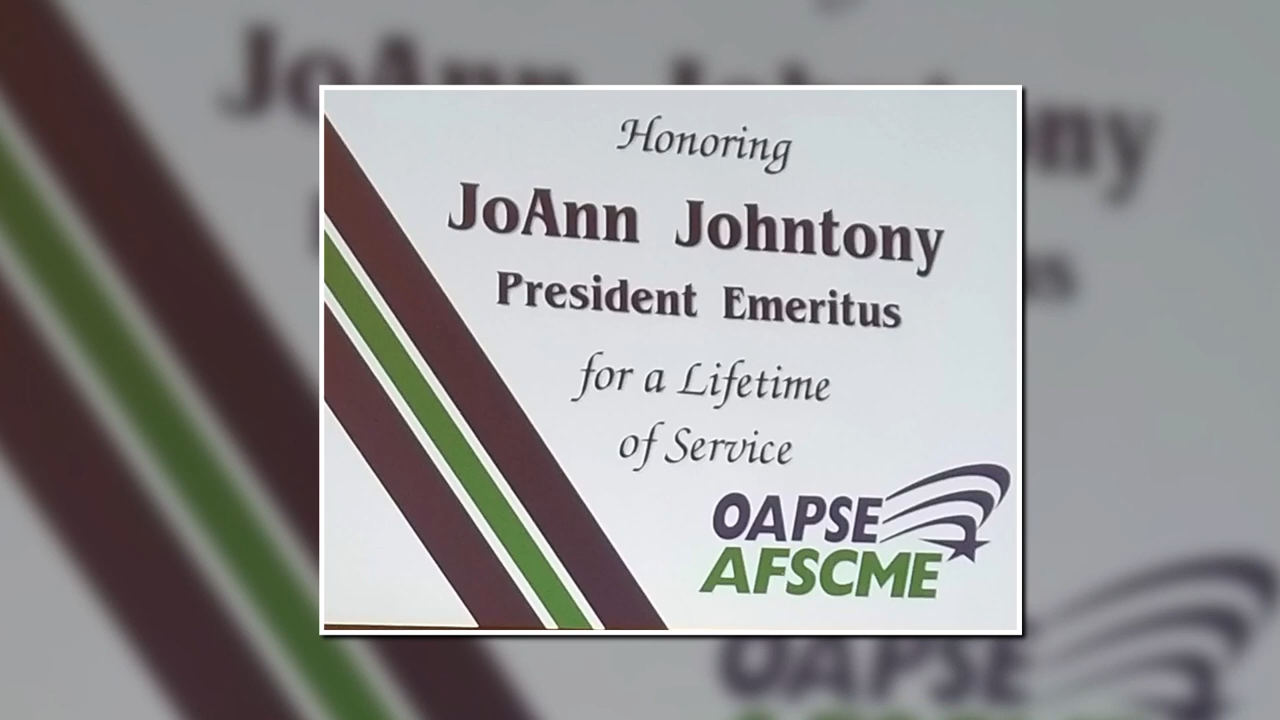 Honoring
JoAnn Johntony
President Emeritus
for a Lifetime
of Service
OAPSE
AFSCME